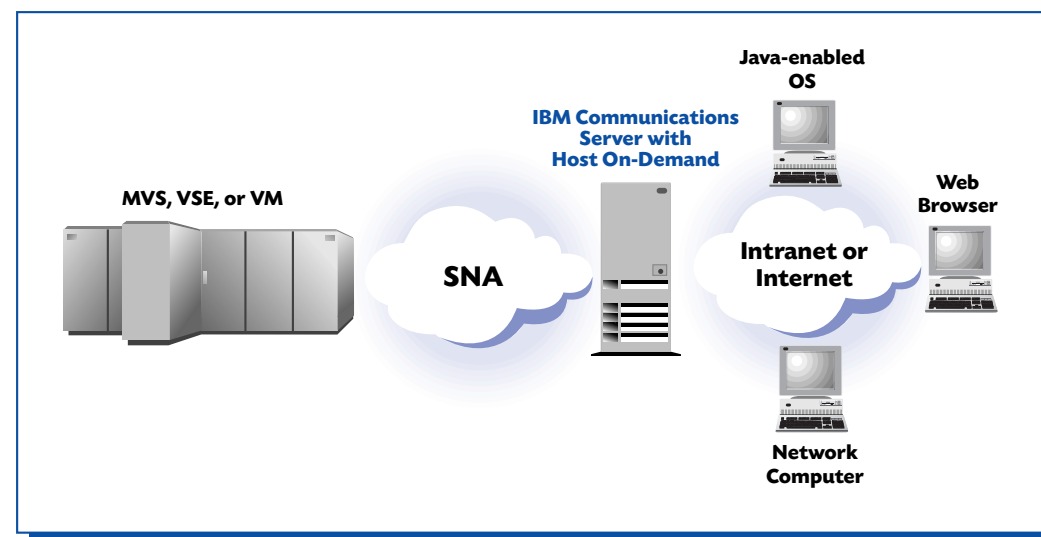 MVS, VSE, or VM
SNA
IBM Communications
Server with
Host On-Demand
Java-enabled
OS
Intranet or
Internet
Web
Browser
Network
Computer